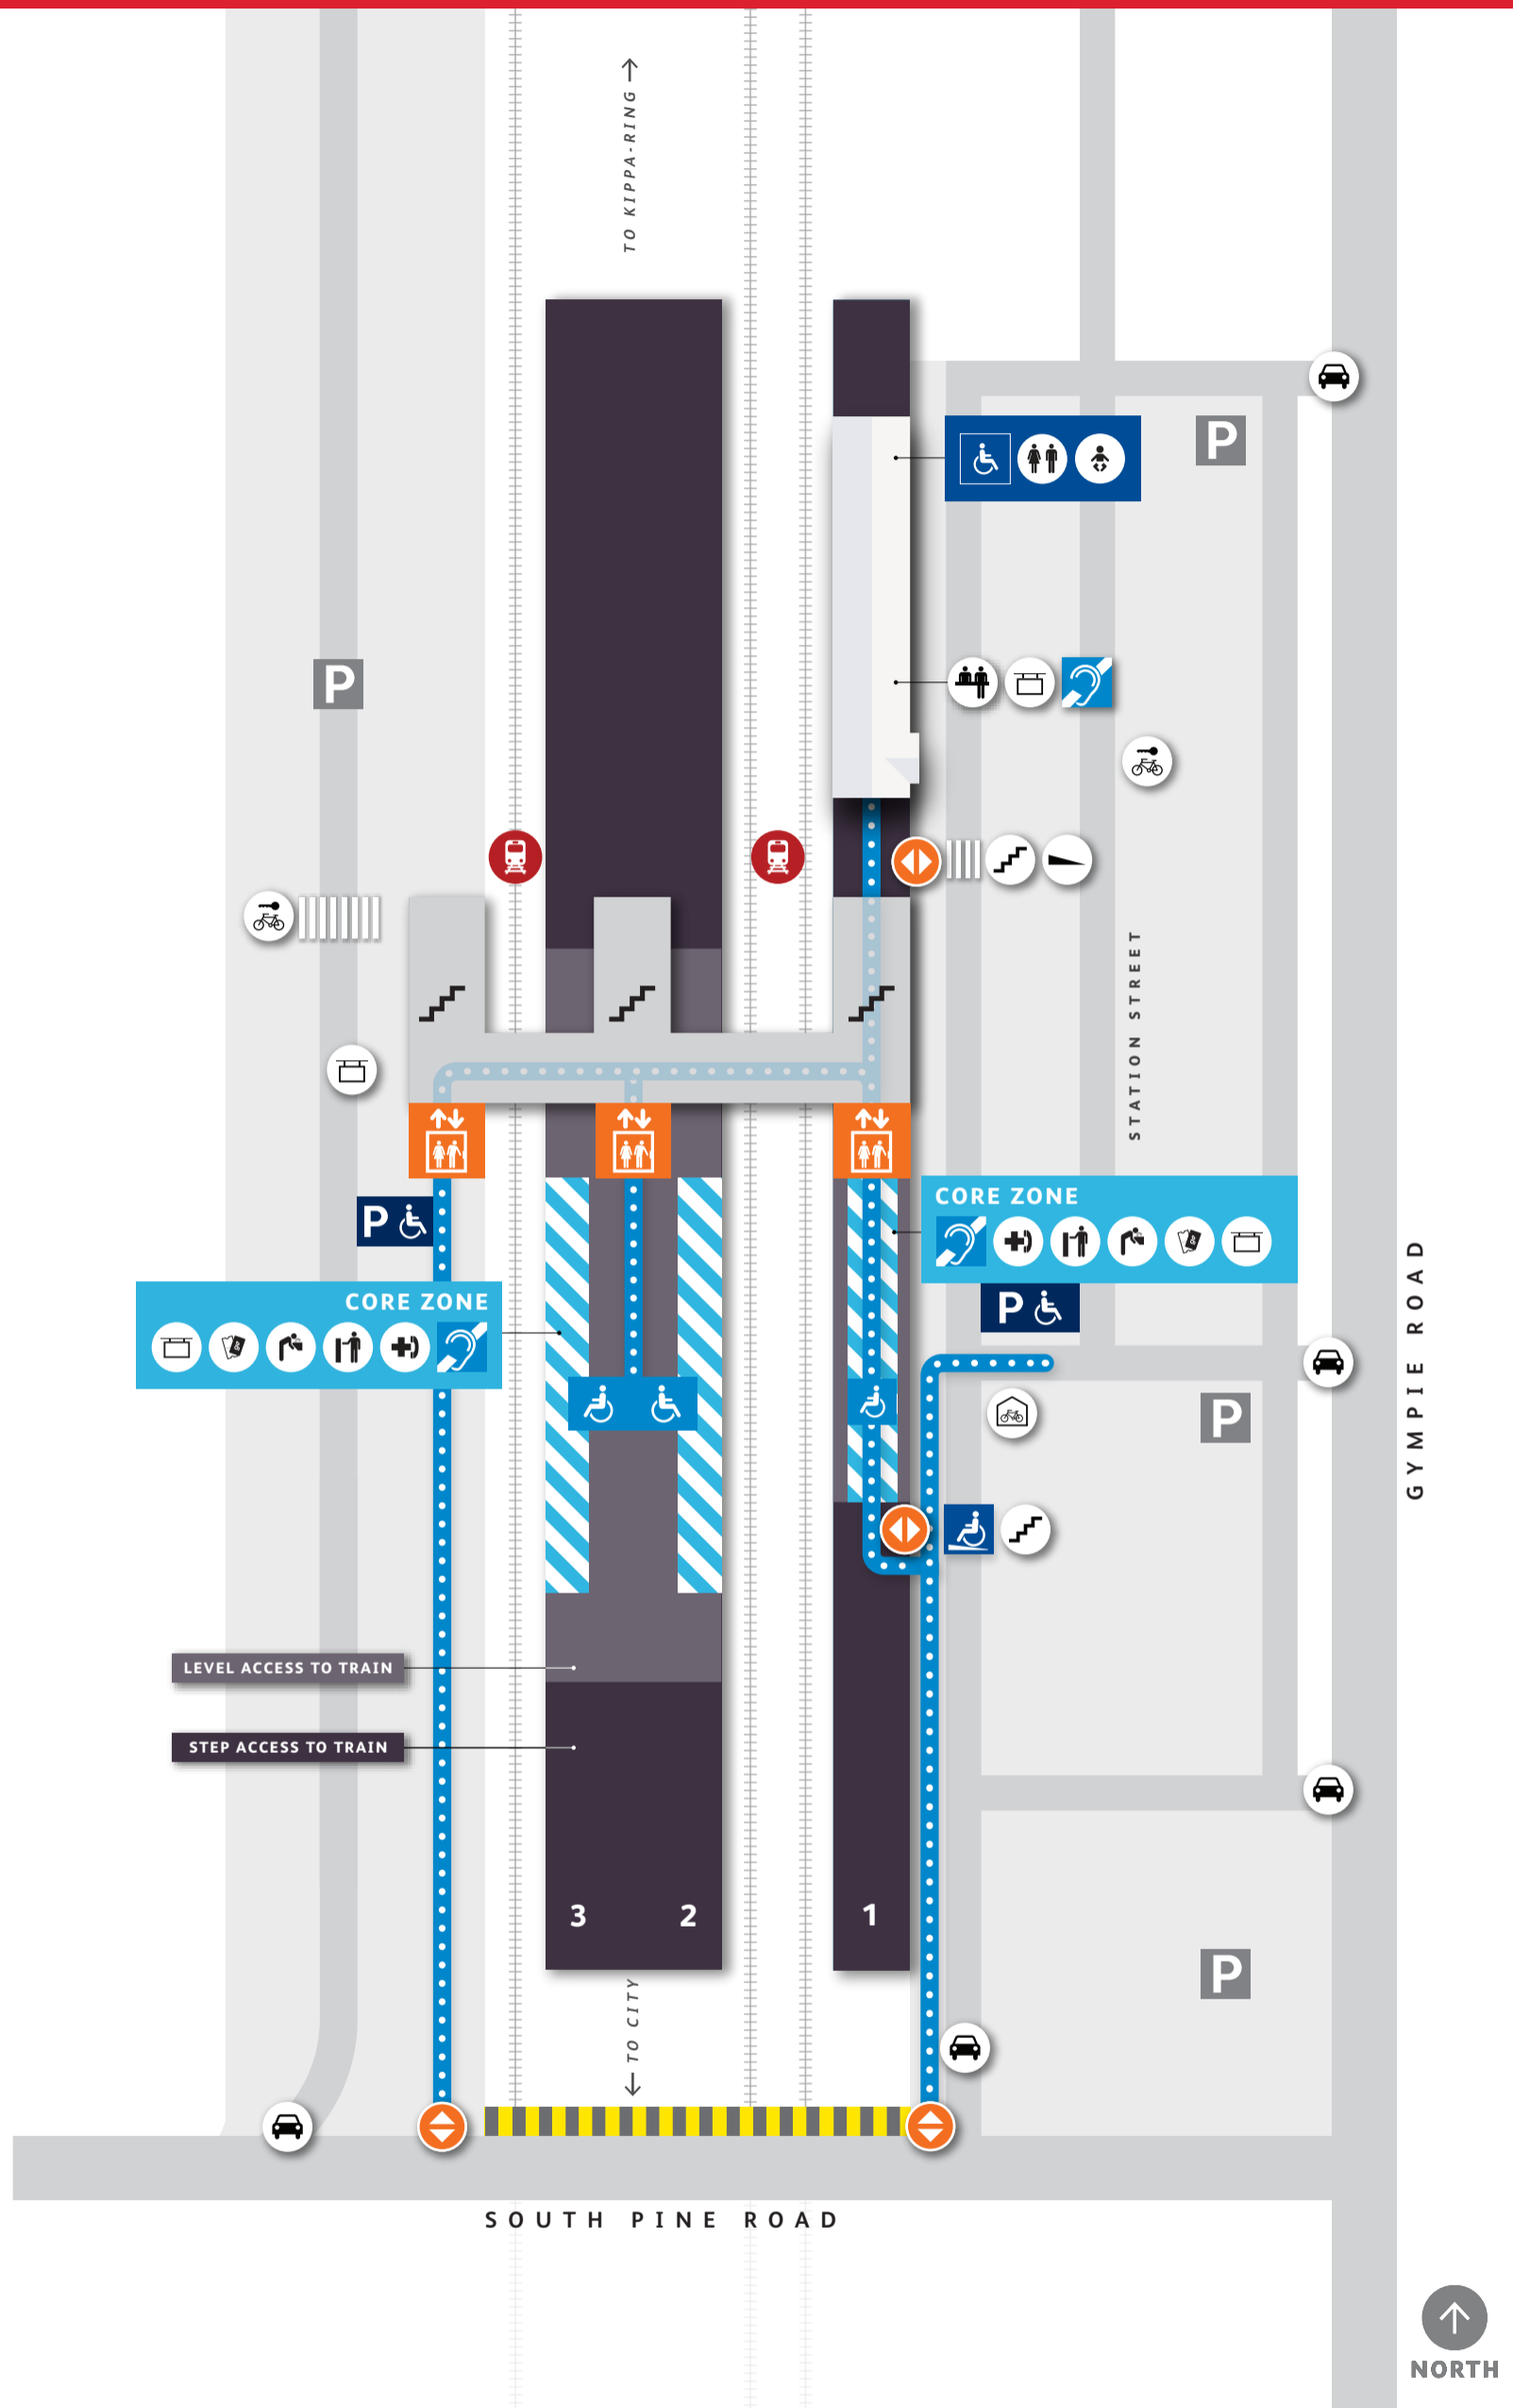 TO KIPPA-RING
P
P
STATION STREET
P
CORE ZONE
P
CORE ZONE
GYMPIE ROAD
P
LEVEL ACCESS TO TRAIN
STEP ACCESS TO TRAIN
3 2 1
P
TO CITY
SOUTH PINE ROAD
NORTH